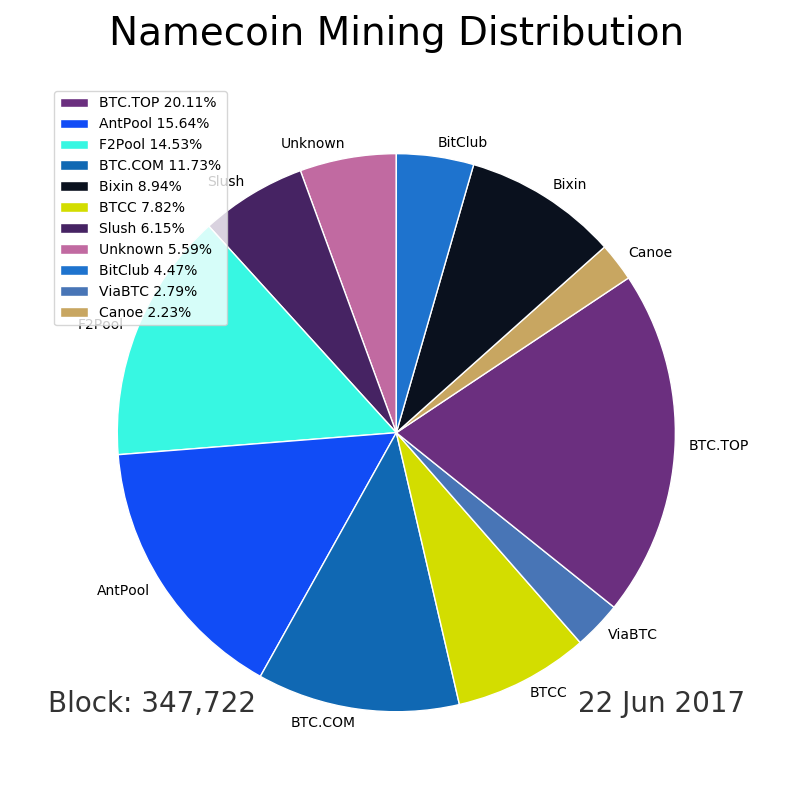 Namecoin Mining Distribution
BTC.TOP 20.11%
AntPool 15.64%
F2Pool 14.53%
BTC.COM 11.73%
Bixin 8.94%
BTCC 7.82%
Slush 6.15%
Unknown 5.59%
BitClub 4.47%
ViaBTC 2.79%
Canoe 2.23%
Unknown
BitClub
Slush
Bixin
Canoe
F2Pool
BTC.TOP
AntPool
ViaBTC
BTCC
BTC.COM
Block: 347,722
22 Jun 2017